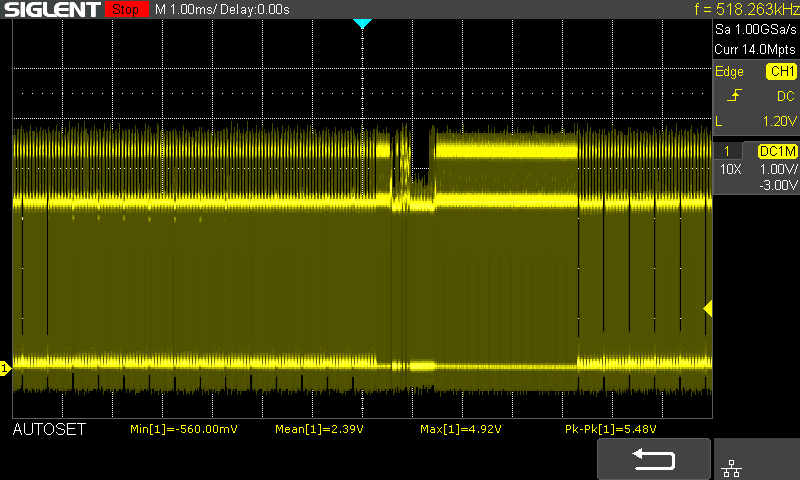 SIGLENT Stop M 1.00ms/ Delay:0.00s f = 518.263kHz
Sa 1.00GSa/s
Curr 14.0Mpts
Edge CH1
DC
L 1.20V
1 DC1M
10X 1.00V/
-3.00V
1
AUTOSET Min[1]=-560.00mV Mean[1]=2.39V Max[1]=4.92V Pk-Pk[1]=5.48V